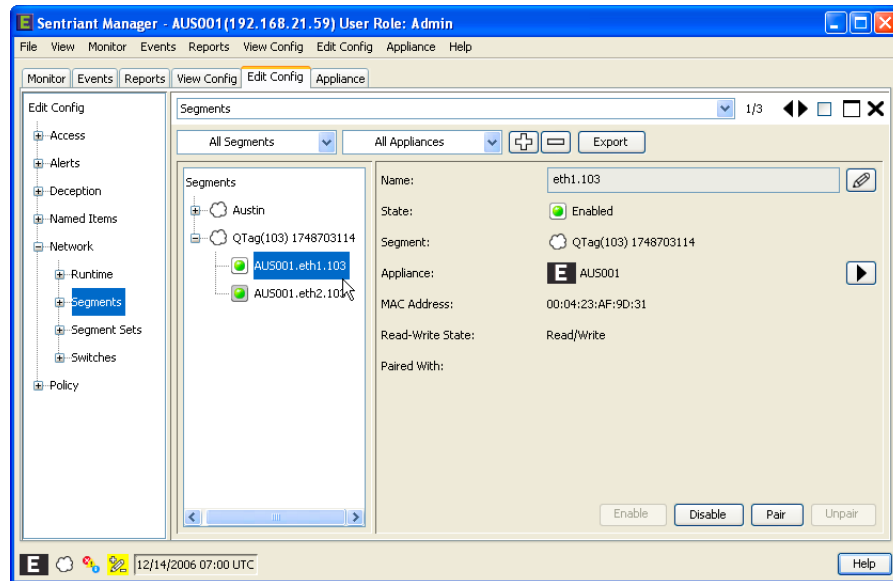 E Sentriant Manager - AUS001(192.168.21.59) User Role: Admin
File View Monitor Events Reports View Config Edit Config Appliance Help
Monitor Events Reports View Config Edit Config Appliance
Edit Config
Access
Alerts
Deception
Named Items
Network
Runtime
Segments
Segment Sets
Switches
Policy
Segments 1/3
All Segments All Appliances Export
Segments
Austin
QTag(103) 1748703114
AUS001.eth1.103
AUS001.eth2.103
Name: eth1.103
State: Enabled
Segment: QTag(103) 1748703114
Appliance: E AUS001
MAC Address: 00:04:23:AF:9D:31
Read-Write State: Read/Write
Paired With:
Enable Disable Pair Unpair
E 12/14/2006 07:00 UTC Help